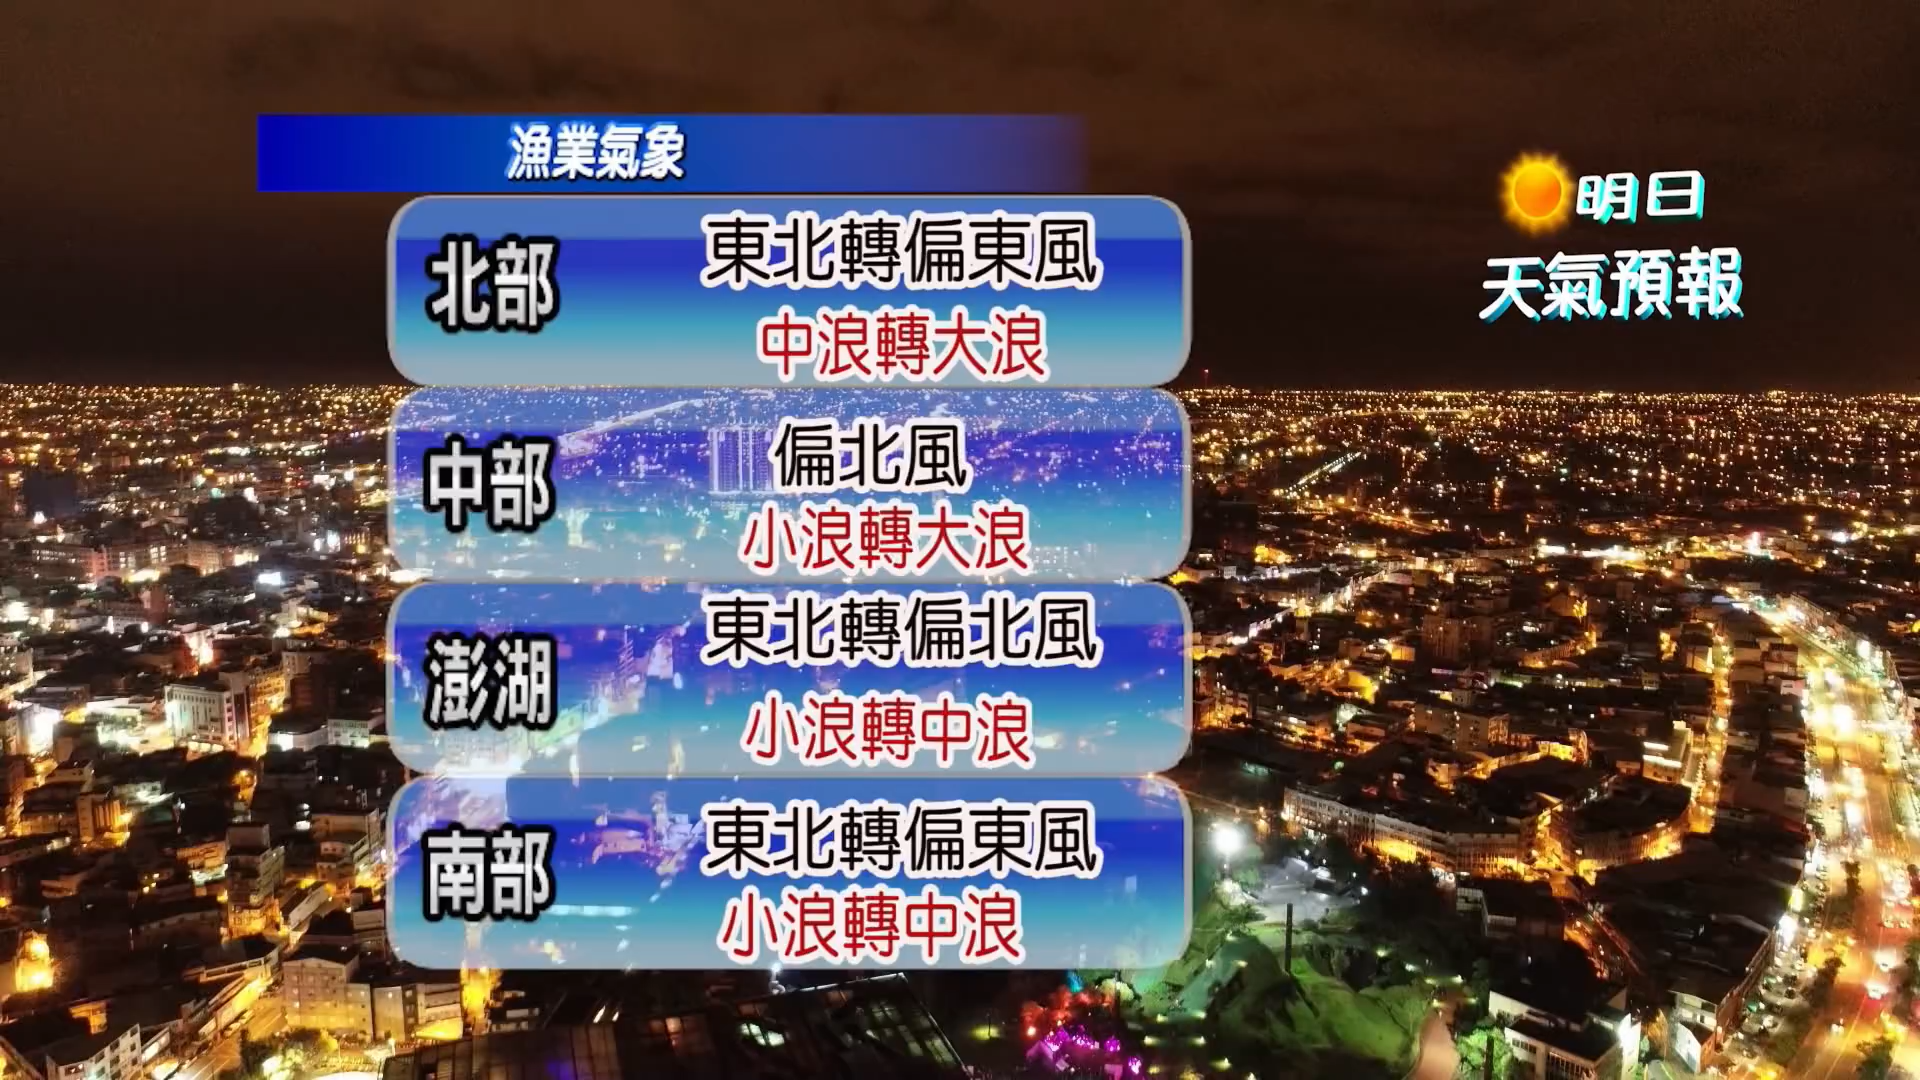 漁業氣象
明日
天氣預報
北部
東北轉偏東風
中浪轉大浪
中部
偏北風
小浪轉大浪
澎湖
東北轉偏北風
小浪轉中浪
南部
東北轉偏東風
小浪轉中浪